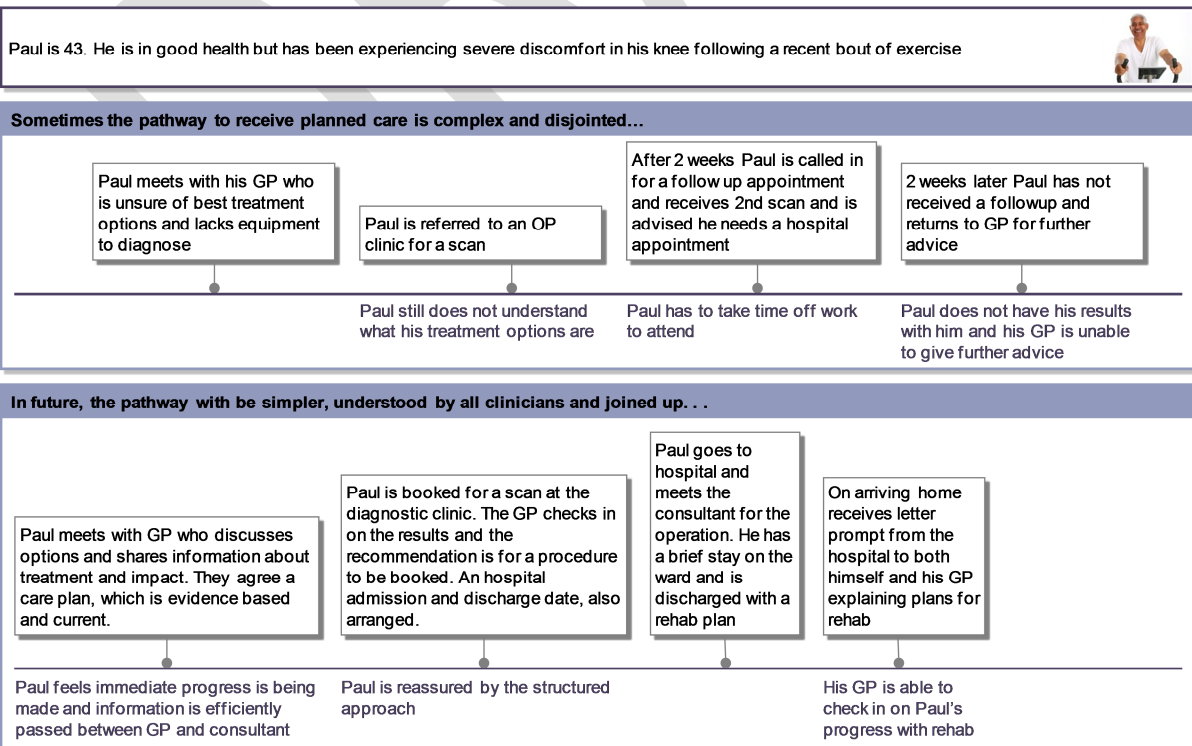 Paul is 43. He is in good health but has been experiencing severe discomfort in his knee following a recent bout of exercise
Sometimes the pathway to receive planned care is complex and disjointed…
Paul meets with his GP who
is unsure of best treatment
options and lacks equipment
to diagnose
Paul is referred to an OP
clinic for a scan
Paul still does not understand
what his treatment options are
After 2 weeks Paul is called in
for a follow up appointment
and receives 2nd scan and is
advised he needs a hospital
appointment
Paul has to take time off work
to attend
2 weeks later Paul has not
received a followup and
returns to GP for further
advice
Paul does not have his results
with him and his GP is unable
to give further advice
In future, the pathway with be simpler, understood by all clinicians and joined up. . .
Paul meets with GP who discusses
options and shares information about
treatment and impact. They agree a
care plan, which is evidence based
and current.
Paul feels immediate progress is being
made and information is efficiently
passed between GP and consultant
Paul is booked for a scan at the
diagnostic clinic. The GP checks in
on the results and the
recommendation is for a procedure
to be booked. An hospital
admission and discharge date, also
arranged.
Paul is reassured by the structured
approach
Paul goes to
hospital and
meets the
consultant for the
operation. He has
a brief stay on the
ward and is
discharged with a
rehab plan
On arriving home
receives letter
prompt from the
hospital to both
himself and his GP
explaining plans for
rehab
His GP is able to
check in on Paul's
progress with rehab